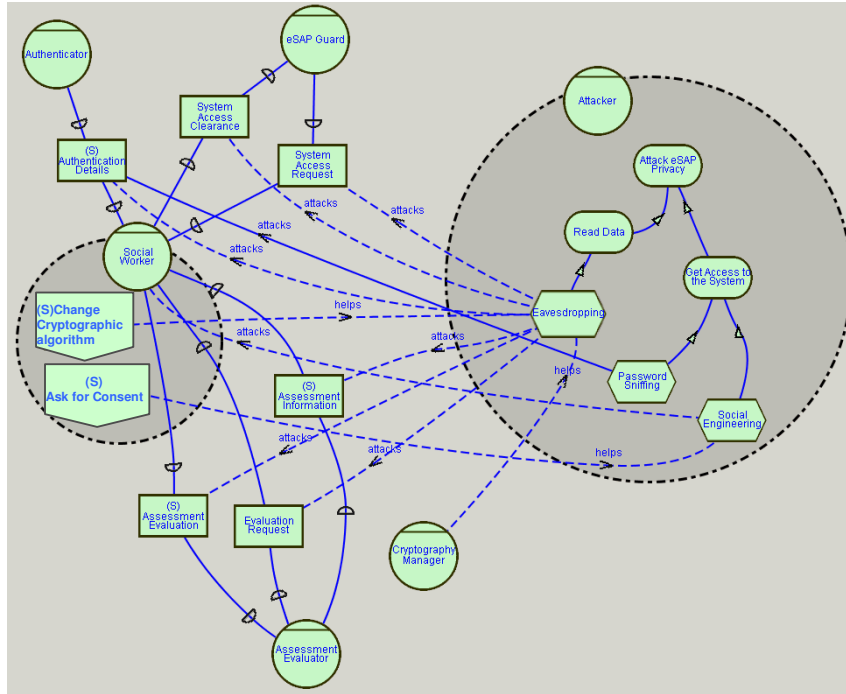 Authenticator
eSAP Guard
Attacker
System
Access
Clearance
(S)
Authentication
Details
System
Access
Request
Attack eSAP
Privacy
attacks
attacks
attacks
attacks
Read Data
Social
Worker
attacks
Get Access to
the System
(S)Change
Cryptographic
algorithm
helps
Eavesdropping
attacks
attacks
(S)
Ask for Consent
(S)
Assessment
Information
helps
Password
Sniffing
Social
Engineering
attacks
attacks
helps
(S)
Assessment
Evaluation
Evaluation
Request
Cryptography
Manager
Assessment
Evaluator